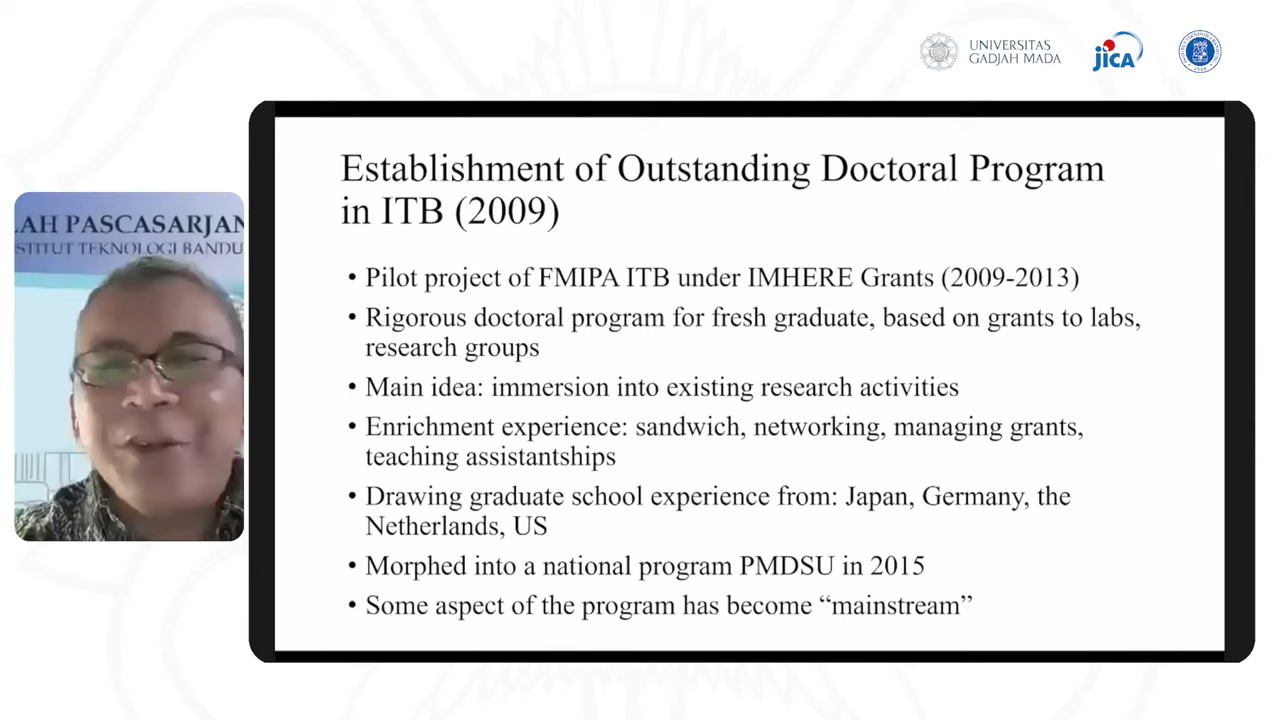 UNIVERSITAS
GADJAH MADA
JICA
LAH PASCASARJAN
STITUT TEKNOLOGI BANDU
Establishment of Outstanding Doctoral Program
in ITB (2009)
• Pilot project of FMIPA ITB under IMHERE Grants (2009-2013)
• Rigorous doctoral program for fresh graduate, based on grants to labs,
research groups
• Main idea: immersion into existing research activities
• Enrichment experience: sandwich, networking, managing grants,
teaching assistantships
• Drawing graduate school experience from: Japan, Germany, the
Netherlands, US
• Morphed into a national program PMDSU in 2015
• Some aspect of the program has become “mainstream”